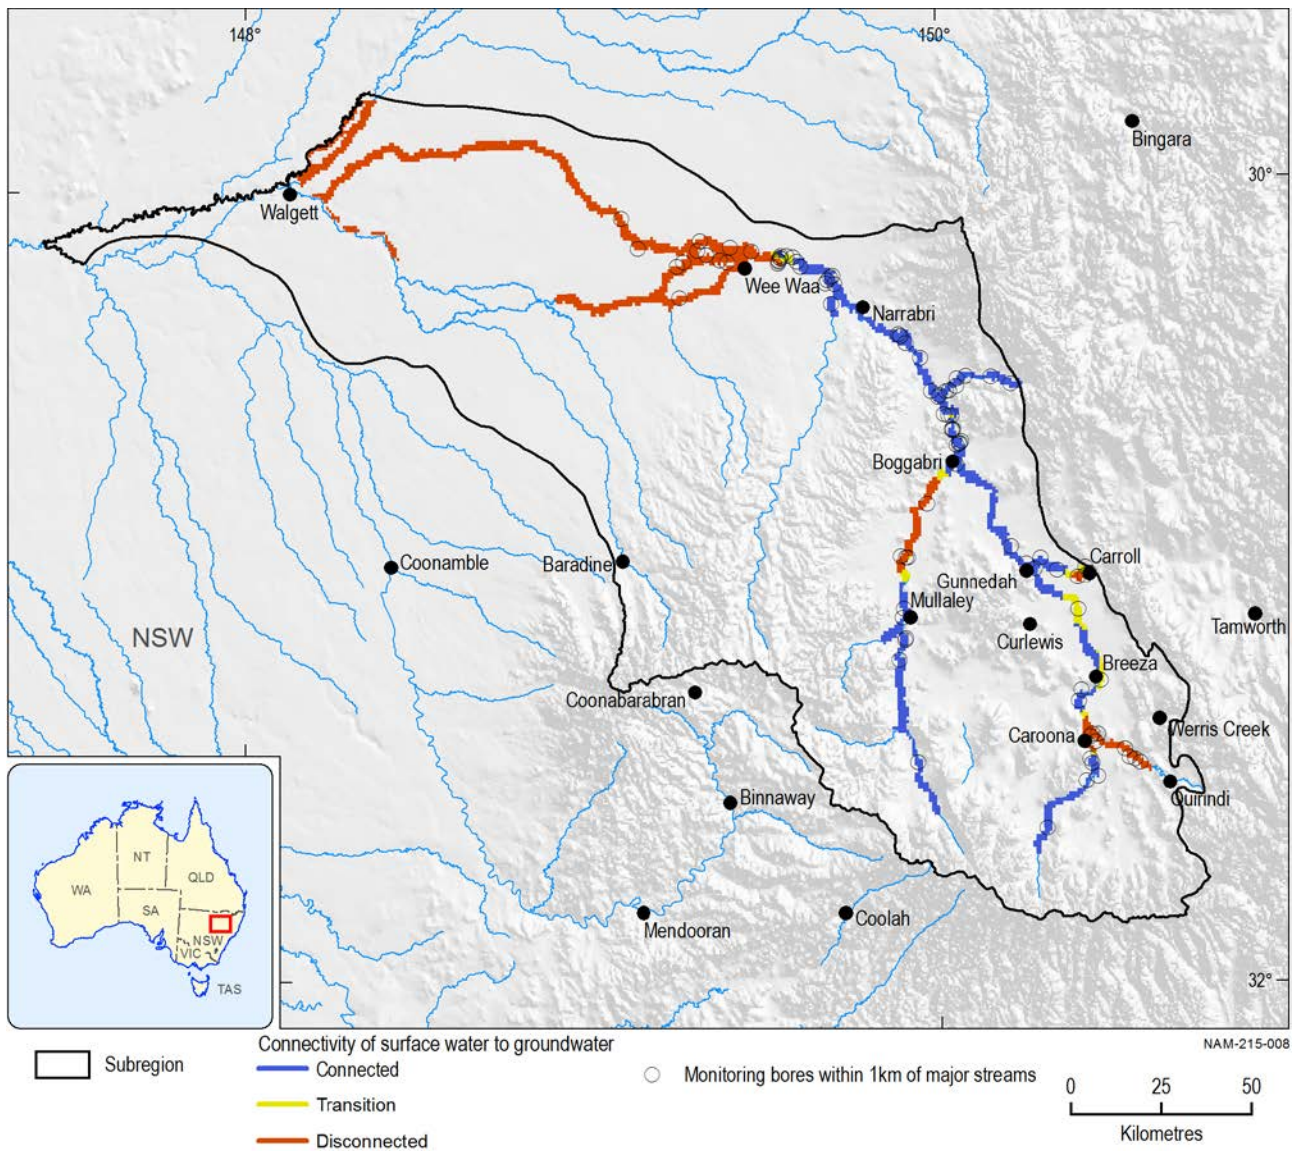 148°
150°
Bingara
30°
Walgett
Wee Waa
Narrabri
Boggabri
Coonamble
Baradine
Carroll
Gunnedah
Mullaley
Tamworth
NSW
Curlewis
Breeza
Coonabarabran
Werris Creek
Caroona
Quirindi
Binnaway
Mendooran
Coolah
32°
NT
QLD
WA
SA
NSW
VIC
TAS
NAM-215-008
Connectivity of surface water to groundwater
Subregion
Connected
Monitoring bores within 1km of major streams
Transition
Disconnected
0 25 50
Kilometres